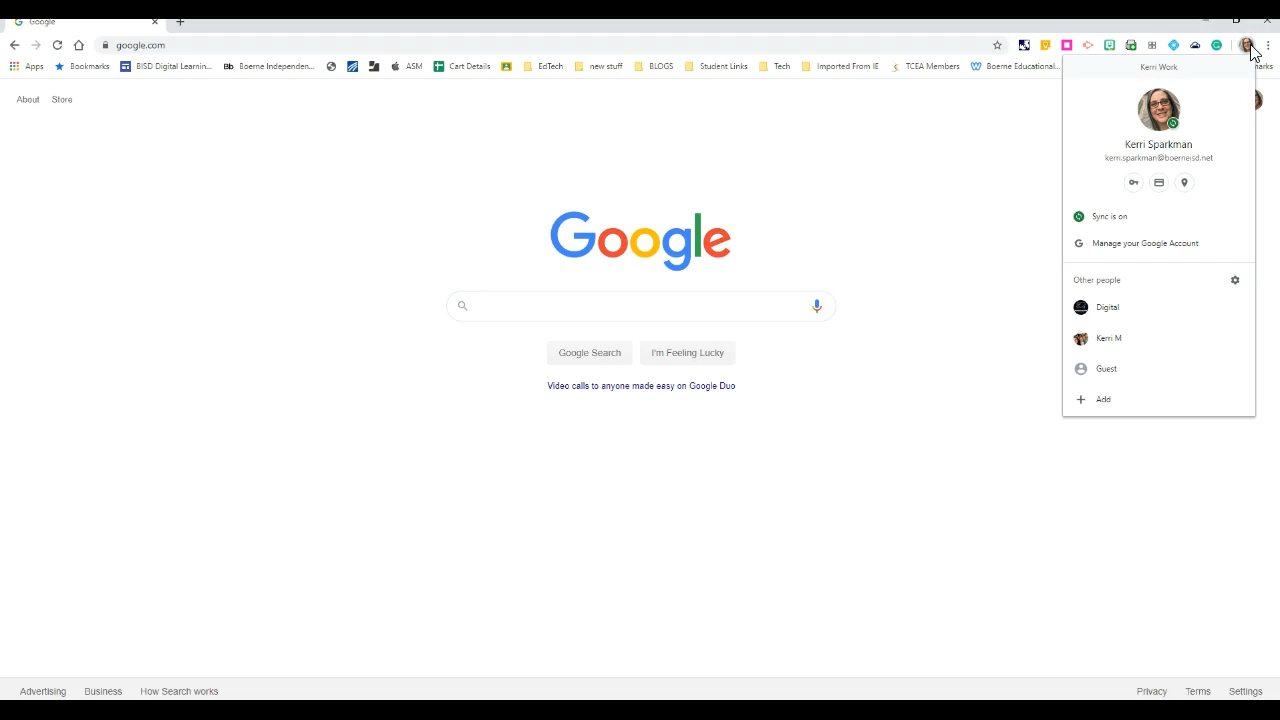 Google
google.com
Apps Bookmarks BISD Digital Learnin... Bb Boerne Independen... ASM Cart Details EdTech new stuff BLOGS Student Links Tech Imported From IE TCEA Members Boerne Educational...
About Store
Kerri Work
Kerri Sparkman
kerri.sparkman@boerneisd.net
Sync is on
Manage your Google Account
Other people
Digital
Kerri M
Guest
Add
Google
Google Search I'm Feeling Lucky
Video calls to anyone made easy on Google Duo
Advertising Business How Search works Privacy Terms Settings